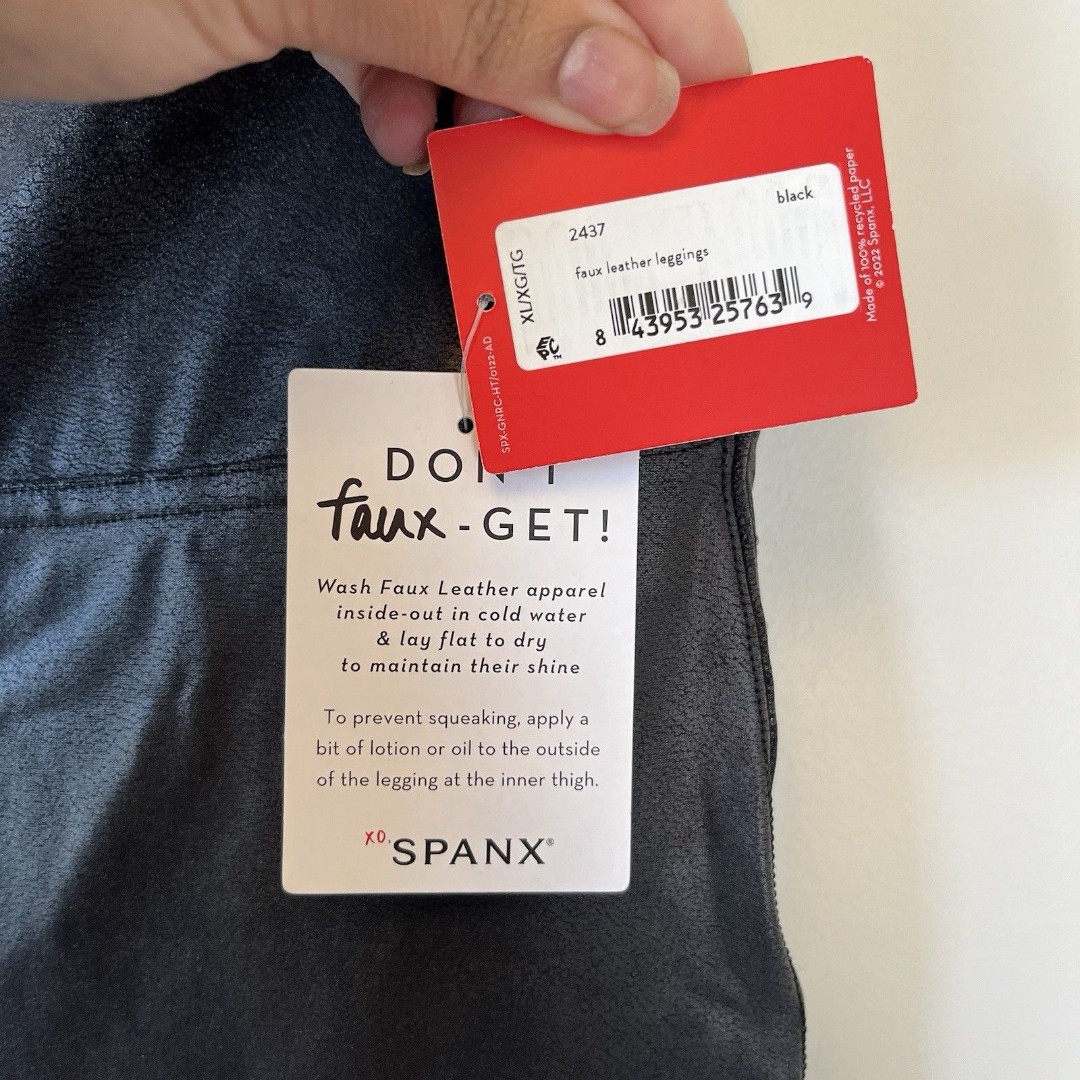 black
2437
faux leather leggings
XL/XG/TG
EPC™
8 43953 25763 9
Made of 100% recycled paper
© 2022 Spanx, LLC
SPX-GNRC-HT/0122-AD
DON'T
faux-GET!
Wash Faux Leather apparel
inside-out in cold water
& lay flat to dry
to maintain their shine
To prevent squeaking, apply a
bit of lotion or oil to the outside
of the legging at the inner thigh.
XO,
SPANX®